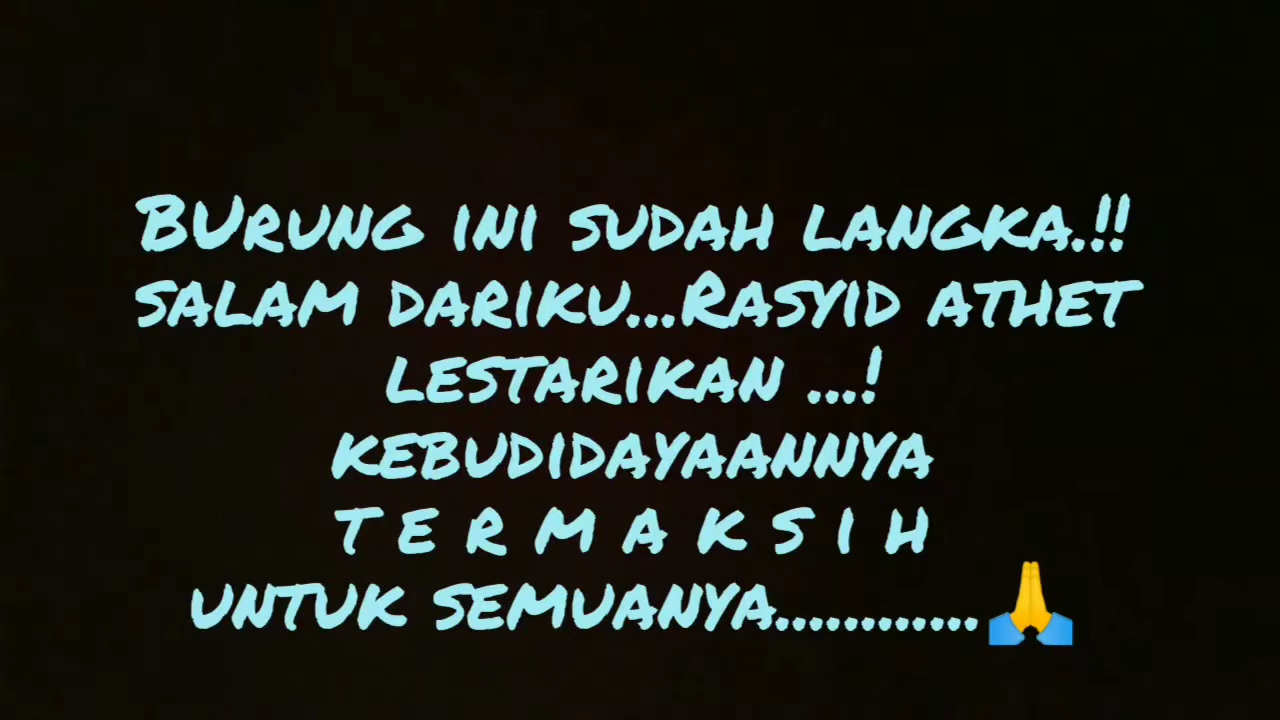 BURUNG INI SUDAH LANGKA.!!
SALAM DARIKU...RASYID ATHET
LESTARIKAN ...!
KEBUDIDAYAANNYA
T E R M A K S I H
UNTUK SEMUANYA............🙏